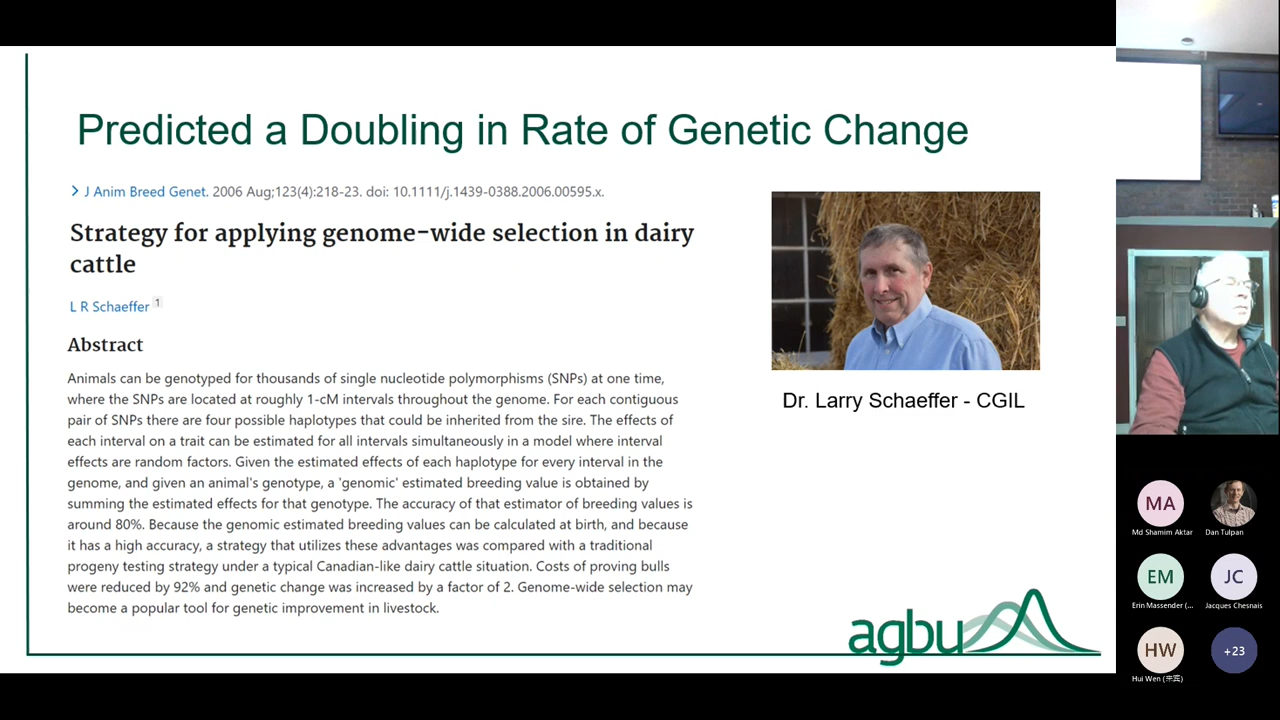 Predicted a Doubling in Rate of Genetic Change
J Anim Breed Genet. 2006 Aug;123(4):218-23. doi: 10.1111/j.1439-0388.2006.00595.x.
Strategy for applying genome-wide selection in dairy
cattle
L R Schaeffer 1
Abstract
Animals can be genotyped for thousands of single nucleotide polymorphisms (SNPs) at one time,
where the SNPs are located at roughly 1-cM intervals throughout the genome. For each contiguous
pair of SNPs there are four possible haplotypes that could be inherited from the sire. The effects of
each interval on a trait can be estimated for all intervals simultaneously in a model where interval
effects are random factors. Given the estimated effects of each haplotype for every interval in the
genome, and given an animal's genotype, a 'genomic' estimated breeding value is obtained by
summing the estimated effects for that genotype. The accuracy of that estimator of breeding values is
around 80%. Because the genomic estimated breeding values can be calculated at birth, and because
it has a high accuracy, a strategy that utilizes these advantages was compared with a traditional
progeny testing strategy under a typical Canadian-like dairy cattle situation. Costs of proving bulls
were reduced by 92% and genetic change was increased by a factor of 2. Genome-wide selection may
become a popular tool for genetic improvement in livestock.
Dr. Larry Schaeffer - CGIL
agbu
MA
Md Shamim Aktar
Dan Tulpan
EM
JC
Erin Massender (...
Jacques Chesnais
HW
+23
Hui Wen (来宾)